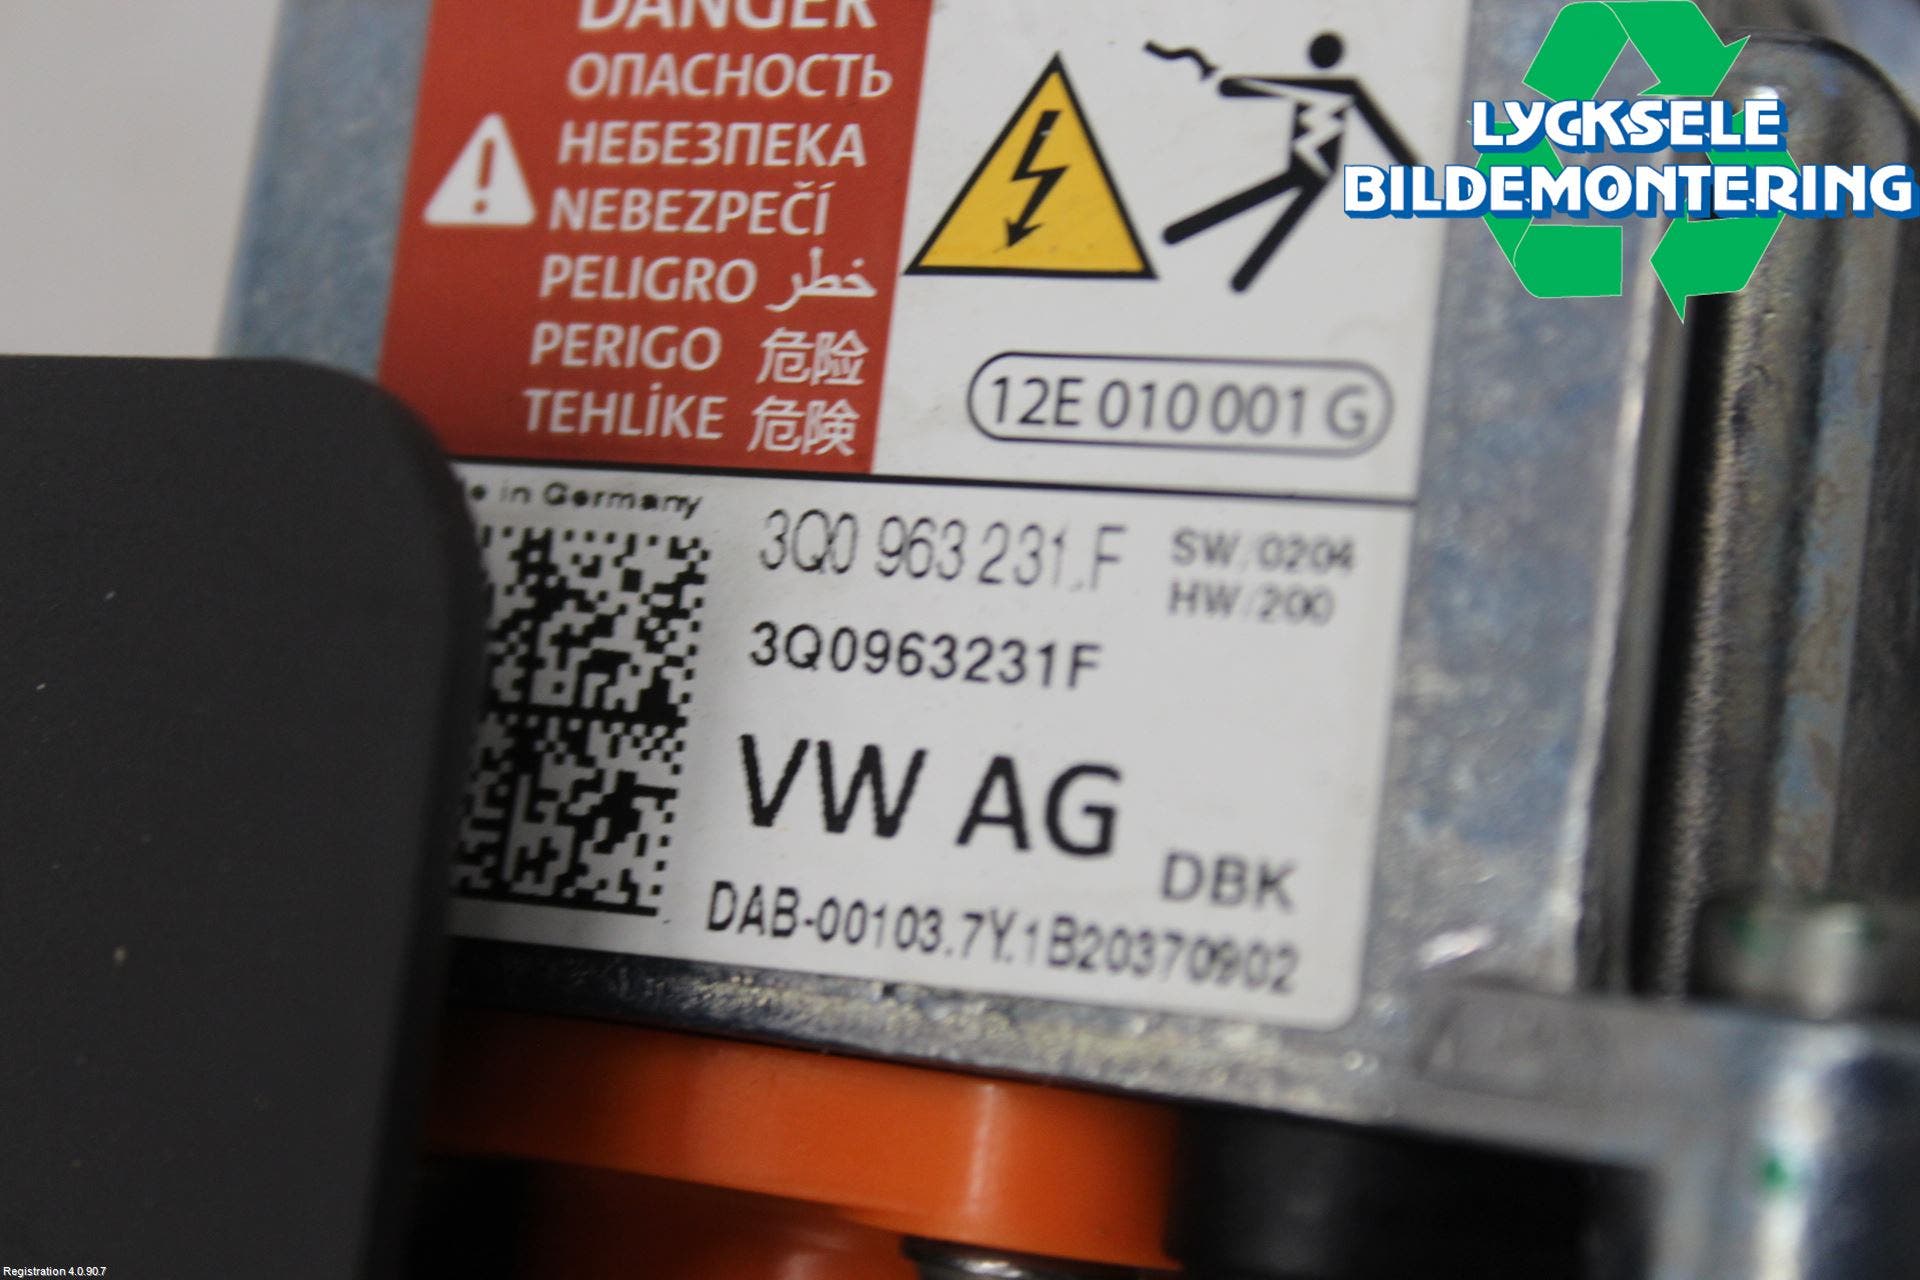 DANGER
ОПАСНОСТЬ
НЕБЕЗПЕКА
NEBEZPEČÍ
PELIGRO خطر
PERIGO 危险
TEHLİKE 危険
12E 010 001 G
in Germany
3Q0 963 231.F
SW/0204
HW/200
3Q0963231F
VW AG
DBK
DAB-00103.7Y.1B20370902
LYCKSELE
BILDEMONTERING
Registration 4.0.90.7